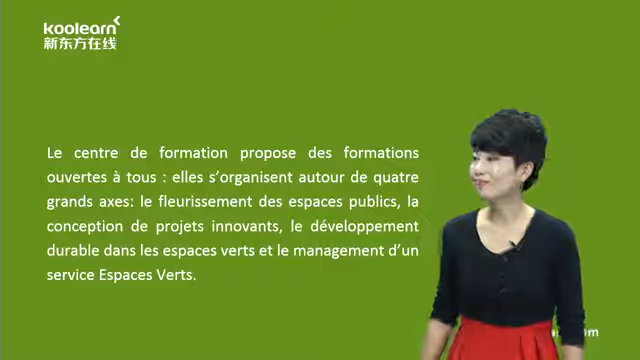 koolearn
新东方在线
Le centre de formation propose des formations
ouvertes à tous : elles s’organisent autour de quatre
grands axes: le fleurissement des espaces publics, la
conception de projets innovants, le développement
durable dans les espaces verts et le management d’un
service Espaces Verts.